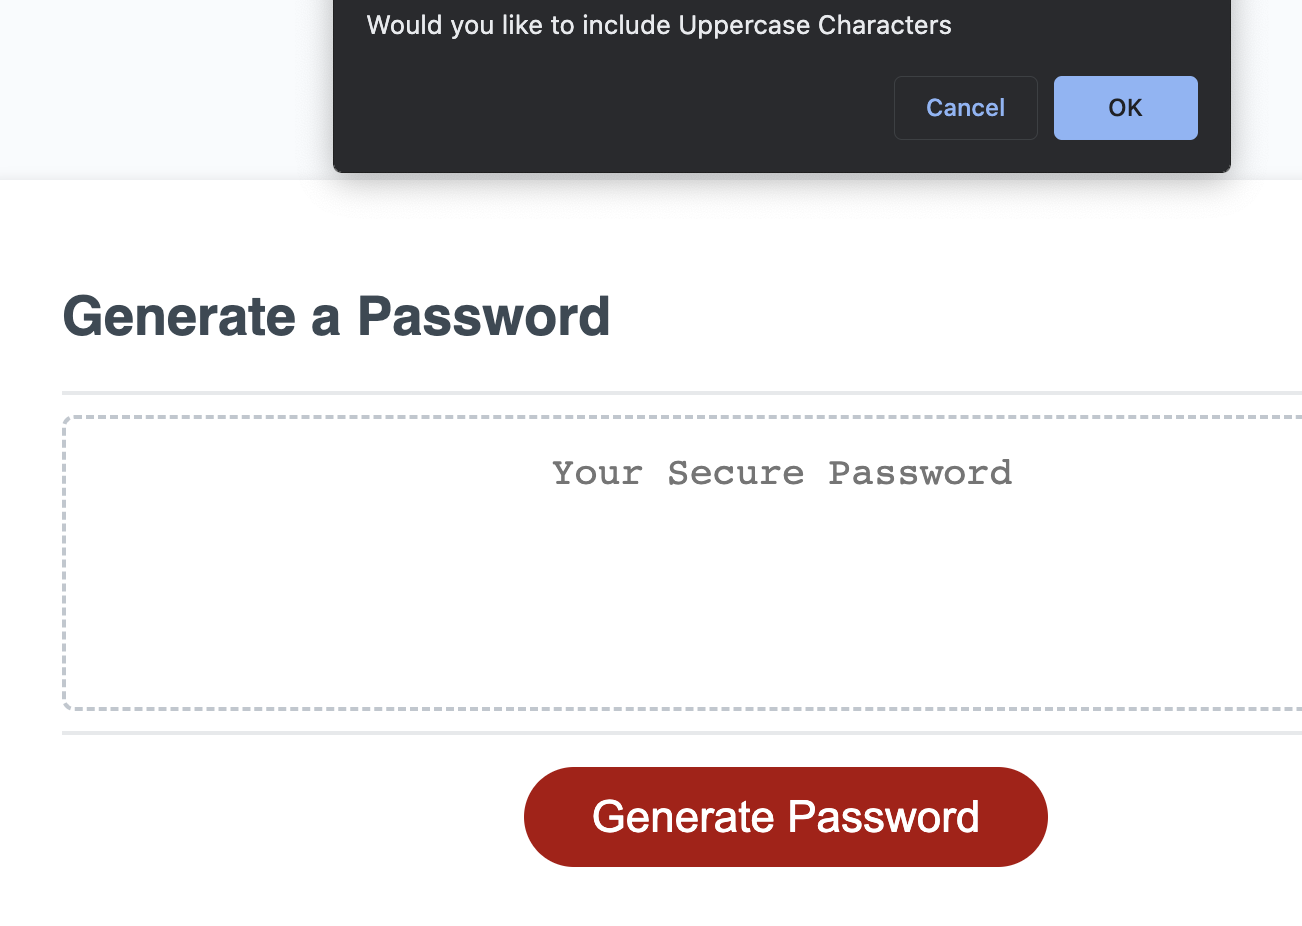 Would you like to include Uppercase Characters
Cancel
OK
Generate a Password
Your Secure Password
Generate Password